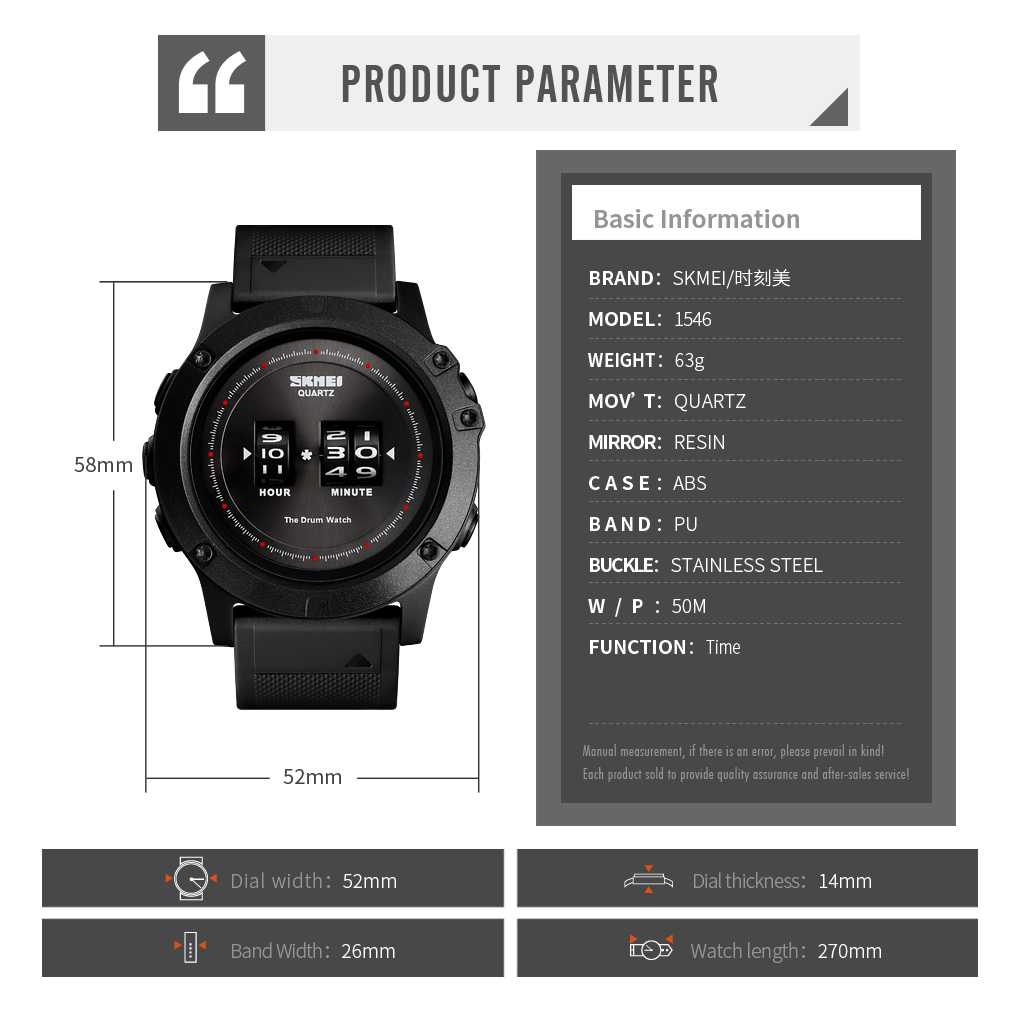 “ PRODUCT PARAMETER
Basic Information
BRAND: SKMEI/时刻美
MODEL: 1546
WEIGHT: 63g
MOV’T: QUARTZ
MIRROR: RESIN
CASE: ABS
BAND: PU
BUCKLE: STAINLESS STEEL
W/P: 50M
FUNCTION: Time
Manual measurement, if there is an error, please prevail in kind!
Each product sold to provide quality assurance and after-sales service!
SKMEI
QUARTZ
9 2 1
10 * 3 0
11 4 9
HOUR MINUTE
The Drum Watch
58mm
52mm
Dial width: 52mm
Dial thickness: 14mm
Band Width: 26mm
Watch length: 270mm